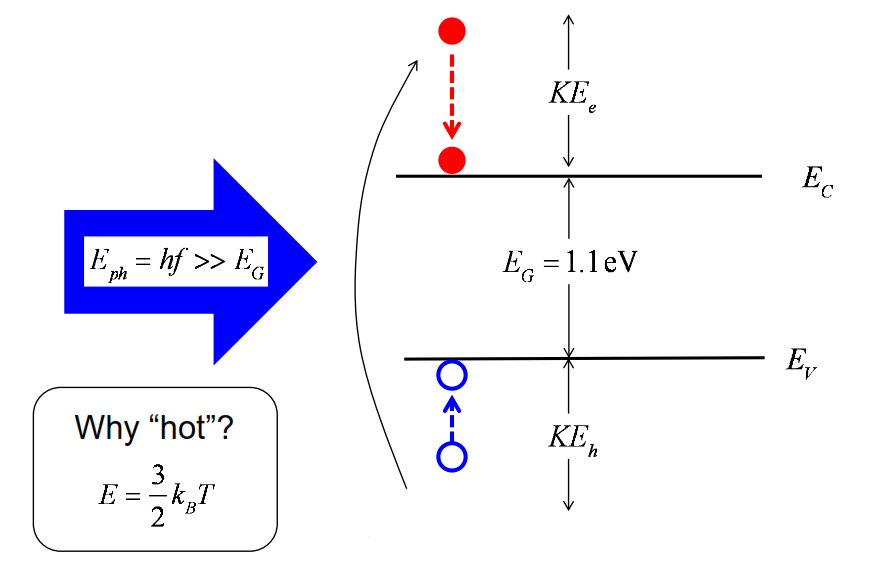 KE_e
E_C
E_ph = hf >> E_G
E_G = 1.1 eV
E_V
Why “hot”?
KE_h
E = 3/2 k_B T